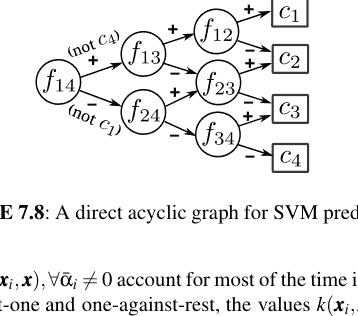 c1
f12
+
+
(not c4)
f13
–
c2
+
–
+
f14
f23
–
+
–
c3
(not c1)
f24
+
–
f34
–
c4
E 7.8: A direct acyclic graph for SVM pred
xi, x), ∀ᾱi ≠ 0 account for most of the time i
t-one and one-against-rest, the values k(xi,